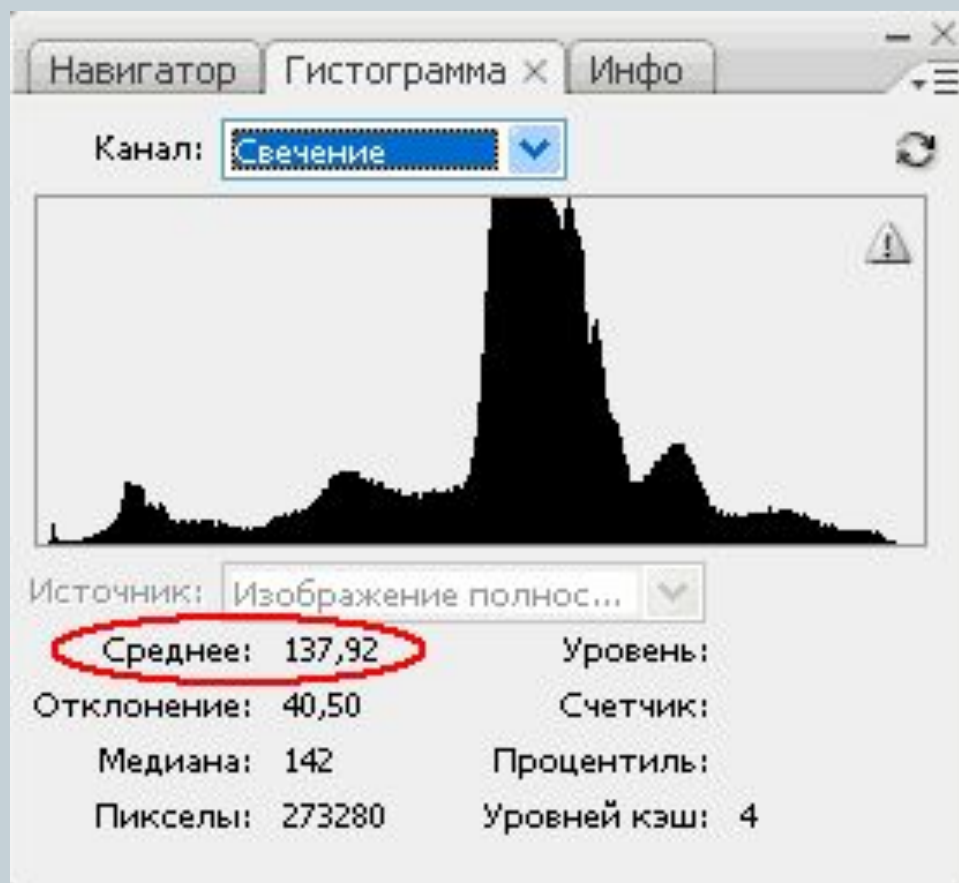 Навигатор Гистограмма Инфо
Канал: Свечение
Источник: Изображение полнос...
Среднее: 137,92 Уровень:
Отклонение: 40,50 Счетчик:
Медиана: 142 Процентиль:
Пикселы: 273280 Уровней кэш: 4